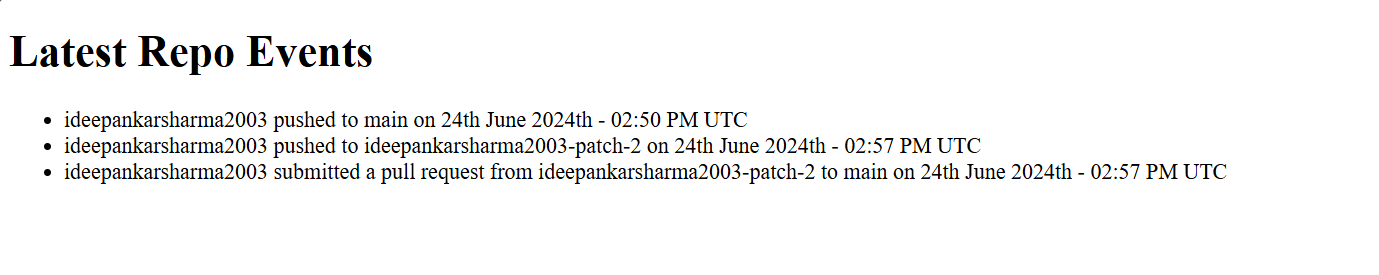 Latest Repo Events
ideepankarsharma2003 pushed to main on 24th June 2024th - 02:50 PM UTC
ideepankarsharma2003 pushed to ideepankarsharma2003-patch-2 on 24th June 2024th - 02:57 PM UTC
ideepankarsharma2003 submitted a pull request from ideepankarsharma2003-patch-2 to main on 24th June 2024th - 02:57 PM UTC